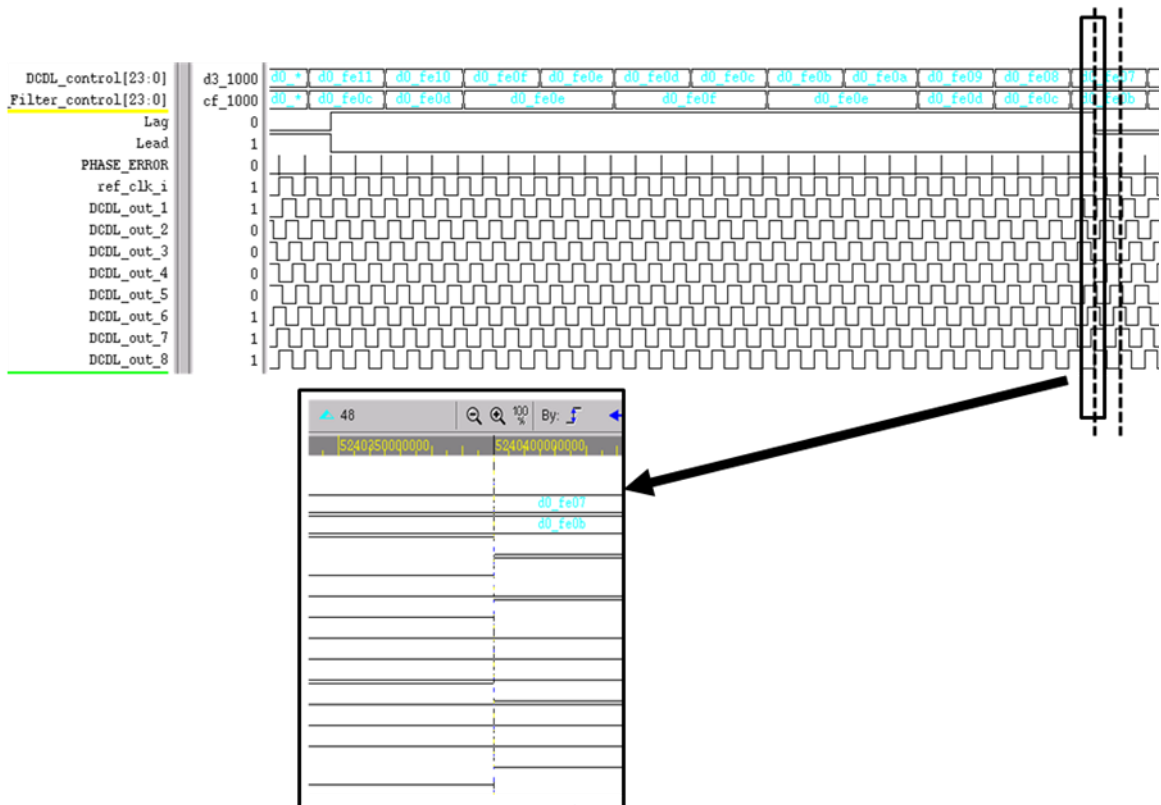 DCDL_control[23:0] d3_1000 d0_* d0_fe11 d0_fe10 d0_fe0f d0_fe0e d0_fe0d d0_fe0c d0_fe0b d0_fe0a d0_fe09 d0_fe08 d0_fe07
Filter_control[23:0] cf_1000 d0_* d0_fe0c d0_fe0d d0_fe0e d0_fe0f d0_fe0e d0_fe0d d0_fe0c d0_fe0b
Lag 0
Lead 1
PHASE_ERROR 0
ref_clk_i 1
DCDL_out_1 1
DCDL_out_2 0
DCDL_out_3 0
DCDL_out_4 0
DCDL_out_5 0
DCDL_out_6 1
DCDL_out_7 1
DCDL_out_8 1
48 100 % By:
5240350000000 5240400000000
d0_fe07
d0_fe0b